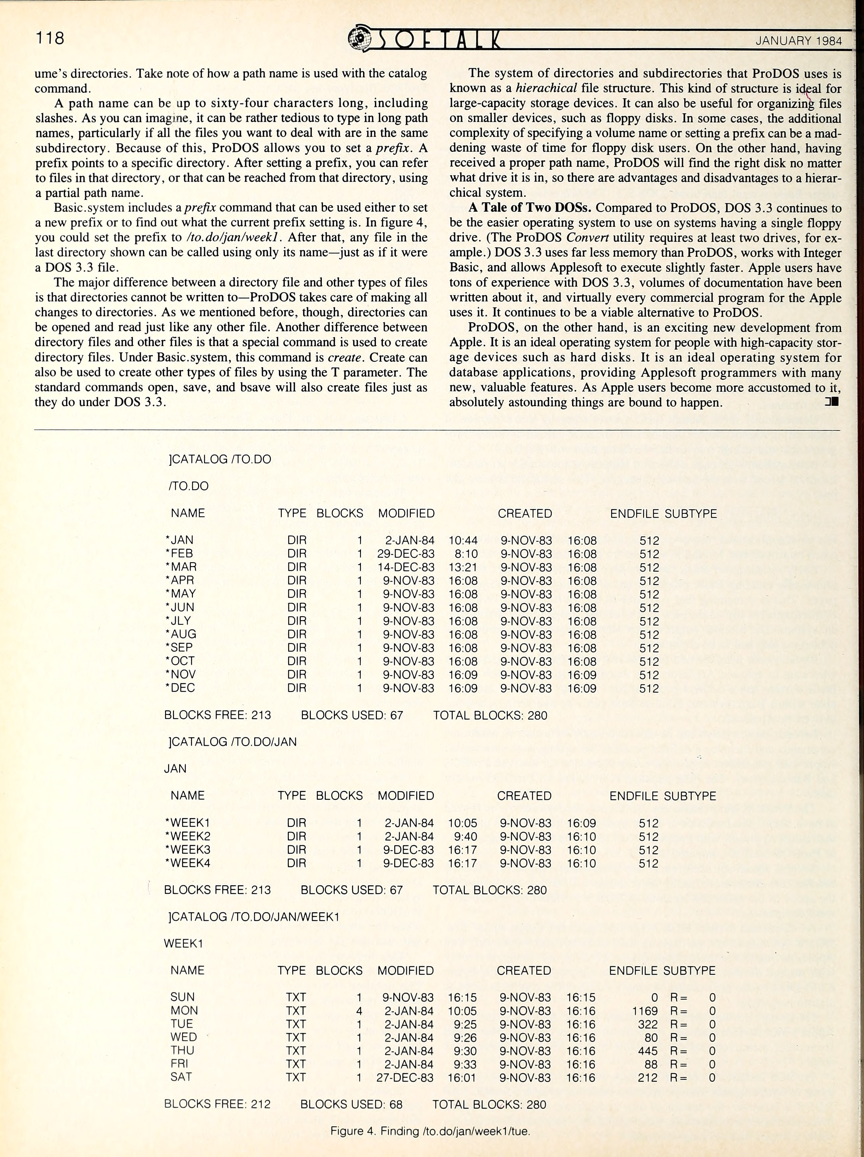 118
SOFTALK
JANUARY 1984
ume's directories. Take note of how a path name is used with the catalog
command.
A path name can be up to sixty-four characters long, including
slashes. As you can imagine, it can be rather tedious to type in long path
names, particularly if all the files you want to deal with are in the same
subdirectory. Because of this, ProDOS allows you to set a prefix. A
prefix points to a specific directory. After setting a prefix, you can refer
to files in that directory, or that can be reached from that directory, using
a partial path name.
Basic.system includes a prefix command that can be used either to set
a new prefix or to find out what the current prefix setting is. In figure 4,
you could set the prefix to /to.do/jan/week1. After that, any file in the
last directory shown can be called using only its name—just as if it were
a DOS 3.3 file.
The major difference between a directory file and other types of files
is that directories cannot be written to—ProDOS takes care of making all
changes to directories. As we mentioned before, though, directories can
be opened and read just like any other file. Another difference between
directory files and other files is that a special command is used to create
directory files. Under Basic.system, this command is create. Create can
also be used to create other types of files by using the T parameter. The
standard commands open, save, and bsave will also create files just as
they do under DOS 3.3.
The system of directories and subdirectories that ProDOS uses is
known as a hierarchical file structure. This kind of structure is ideal for
large-capacity storage devices. It can also be useful for organizing files
on smaller devices, such as floppy disks. In some cases, the additional
complexity of specifying a volume name or setting a prefix can be a mad-
dening waste of time for floppy disk users. On the other hand, having
received a proper path name, ProDOS will find the right disk no matter
what drive it is in, so there are advantages and disadvantages to a hierar-
chical system.
A Tale of Two DOSs. Compared to ProDOS, DOS 3.3 continues to
be the easier operating system to use on systems having a single floppy
drive. (The ProDOS Convert utility requires at least two drives, for ex-
ample.) DOS 3.3 uses far less memory than ProDOS, works with Integer
Basic, and allows Applesoft to execute slightly faster. Apple users have
tons of experience with DOS 3.3, volumes of documentation have been
written about it, and virtually every commercial program for the Apple
uses it. It continues to be a viable alternative to ProDOS.
ProDOS, on the other hand, is an exciting new development from
Apple. It is an ideal operating system for people with high-capacity stor-
age devices such as hard disks. It is an ideal operating system for
database applications, providing Applesoft programmers with many
new, valuable features. As Apple users become more accustomed to it,
absolutely astounding things are bound to happen.
]CATALOG /TO.DO
/TO.DO
NAME TYPE BLOCKS MODIFIED CREATED ENDFILE SUBTYPE
*JAN DIR 1 2-JAN-84 10:44 9-NOV-83 16:08 512
*FEB DIR 1 29-DEC-83 8:10 9-NOV-83 16:08 512
*MAR DIR 1 14-DEC-83 13:21 9-NOV-83 16:08 512
*APR DIR 1 9-NOV-83 16:08 9-NOV-83 16:08 512
*MAY DIR 1 9-NOV-83 16:08 9-NOV-83 16:08 512
*JUN DIR 1 9-NOV-83 16:08 9-NOV-83 16:08 512
*JLY DIR 1 9-NOV-83 16:08 9-NOV-83 16:08 512
*AUG DIR 1 9-NOV-83 16:08 9-NOV-83 16:08 512
*SEP DIR 1 9-NOV-83 16:08 9-NOV-83 16:08 512
*OCT DIR 1 9-NOV-83 16:08 9-NOV-83 16:08 512
*NOV DIR 1 9-NOV-83 16:09 9-NOV-83 16:09 512
*DEC DIR 1 9-NOV-83 16:09 9-NOV-83 16:09 512
BLOCKS FREE: 213 BLOCKS USED: 67 TOTAL BLOCKS: 280
]CATALOG /TO.DO/JAN
JAN
NAME TYPE BLOCKS MODIFIED CREATED ENDFILE SUBTYPE
*WEEK1 DIR 1 2-JAN-84 10:05 9-NOV-83 16:09 512
*WEEK2 DIR 1 2-JAN-84 9:40 9-NOV-83 16:10 512
*WEEK3 DIR 1 9-DEC-83 16:17 9-NOV-83 16:10 512
*WEEK4 DIR 1 9-DEC-83 16:17 9-NOV-83 16:10 512
BLOCKS FREE: 213 BLOCKS USED: 67 TOTAL BLOCKS: 280
]CATALOG /TO.DO/JAN/WEEK1
WEEK1
NAME TYPE BLOCKS MODIFIED CREATED ENDFILE SUBTYPE
SUN TXT 1 9-NOV-83 16:15 9-NOV-83 16:15 0 R= 0
MON TXT 4 2-JAN-84 10:05 9-NOV-83 16:16 1169 R= 0
TUE TXT 1 2-JAN-84 9:25 9-NOV-83 16:16 322 R= 0
WED TXT 1 2-JAN-84 9:26 9-NOV-83 16:16 80 R= 0
THU TXT 1 2-JAN-84 9:30 9-NOV-83 16:16 445 R= 0
FRI TXT 1 2-JAN-84 9:33 9-NOV-83 16:16 88 R= 0
SAT TXT 1 27-DEC-83 16:01 9-NOV-83 16:16 212 R= 0
BLOCKS FREE: 212 BLOCKS USED: 68 TOTAL BLOCKS: 280
Figure 4. Finding /to.do/jan/week1/tue.